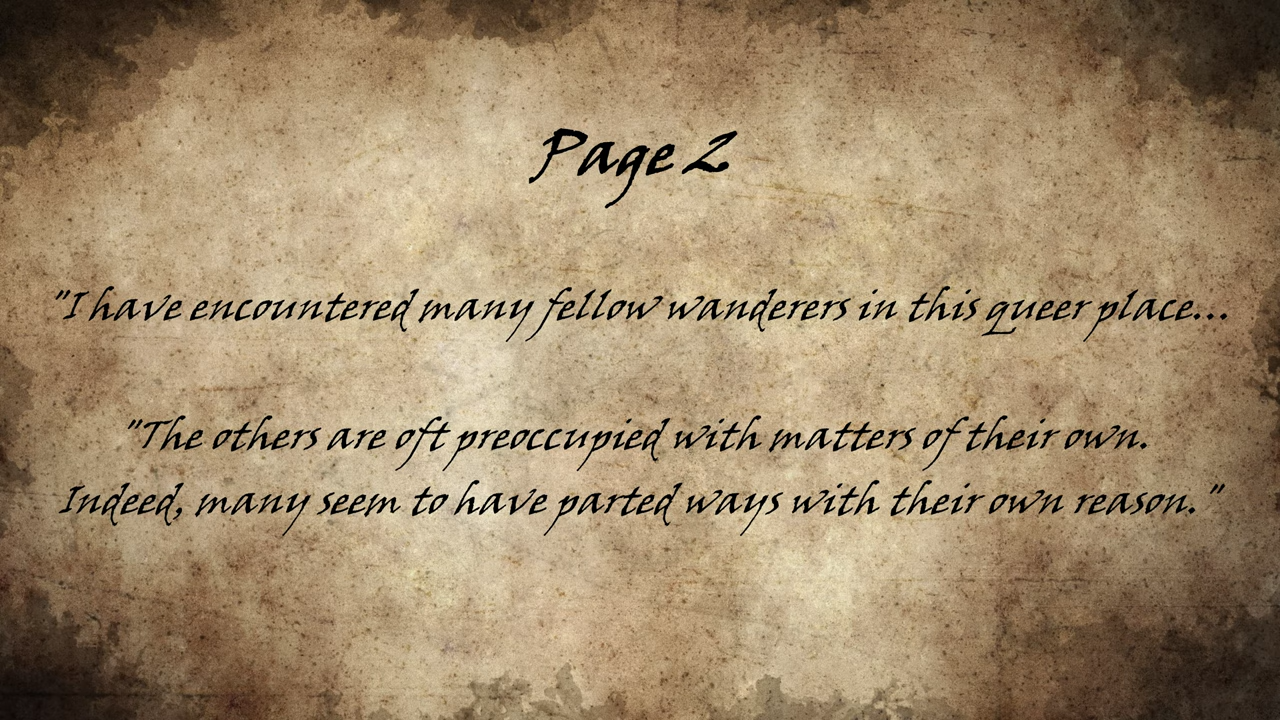 Page 2
"I have encountered many fellow wanderers in this queer place...
"The others are oft preoccupied with matters of their own.
Indeed, many seem to have parted ways with their own reason."